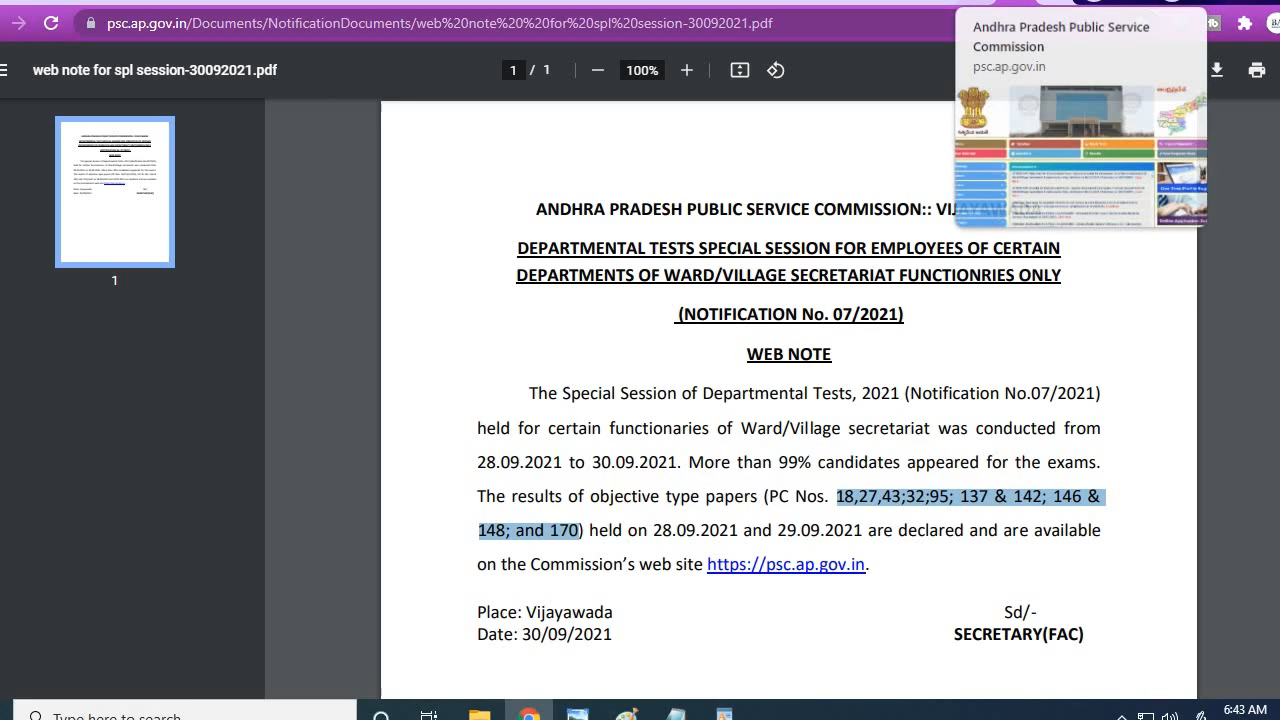 psc.ap.gov.in/Documents/NotificationDocuments/web%20note%20%20for%20spl%20session-30092021.pdf
Andhra Pradesh Public Service
Commission
psc.ap.gov.in
web note for spl session-30092021.pdf
1 / 1
100%
1
ANDHRA PRADESH PUBLIC SERVICE COMMISSION:: VIJAYAWADA
DEPARTMENTAL TESTS SPECIAL SESSION FOR EMPLOYEES OF CERTAIN
DEPARTMENTS OF WARD/VILLAGE SECRETARIAT FUNCTIONRIES ONLY
(NOTIFICATION No. 07/2021)
WEB NOTE
The Special Session of Departmental Tests, 2021 (Notification No.07/2021)
held for certain functionaries of Ward/Village secretariat was conducted from
28.09.2021 to 30.09.2021. More than 99% candidates appeared for the exams.
The results of objective type papers (PC Nos. 18,27,43;32;95; 137 & 142; 146 &
148; and 170) held on 28.09.2021 and 29.09.2021 are declared and are available
on the Commission's web site https://psc.ap.gov.in.
Place: Vijayawada
Sd/-
Date: 30/09/2021
SECRETARY(FAC)
Type here to search
6:43 AM